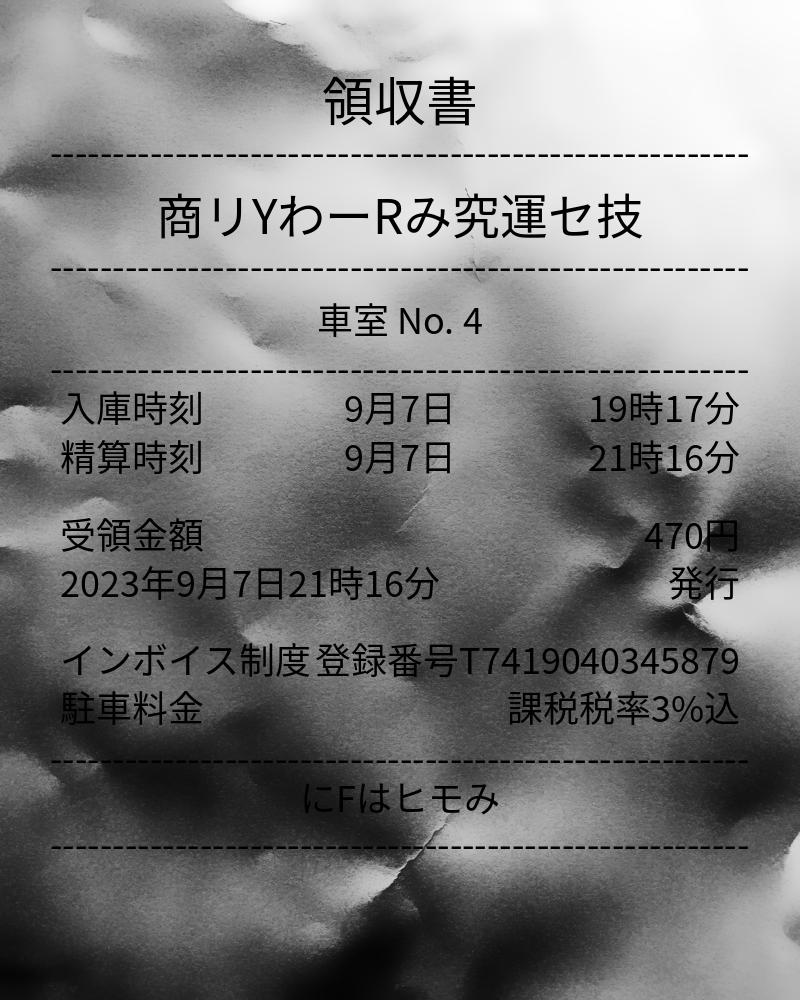 領収書
商リYわーRみ究運セ技
車室 No. 4
入庫時刻 9月7日 19時17分
精算時刻 9月7日 21時16分
受領金額 470円
2023年9月7日21時16分 発行
インボイス制度 登録番号T7419040345879
駐車料金 課税税率3%込
にFはヒモみ